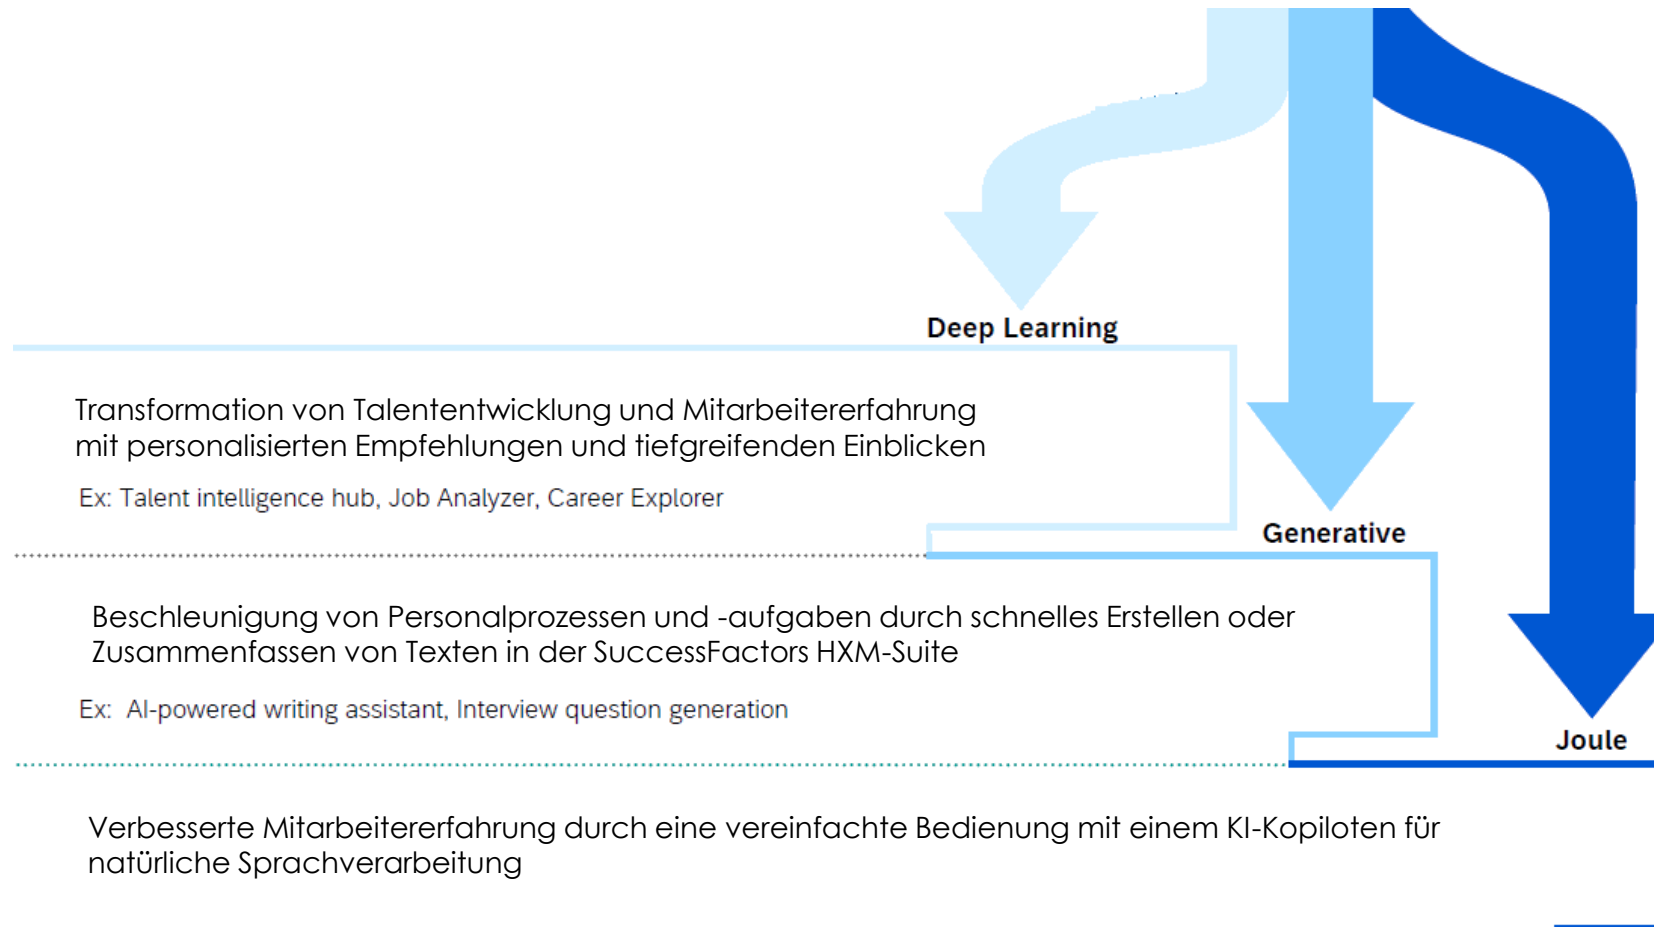 Deep Learning
Transformation von Talententwicklung und Mitarbeitererfahrung
mit personalisierten Empfehlungen und tiefgreifenden Einblicken
Ex: Talent intelligence hub, Job Analyzer, Career Explorer
Generative
Beschleunigung von Personalprozessen und -aufgaben durch schnelles Erstellen oder
Zusammenfassen von Texten in der SuccessFactors HXM-Suite
Ex: AI-powered writing assistant, Interview question generation
Joule
Verbesserte Mitarbeitererfahrung durch eine vereinfachte Bedienung mit einem KI-Kopiloten für
natürliche Sprachverarbeitung